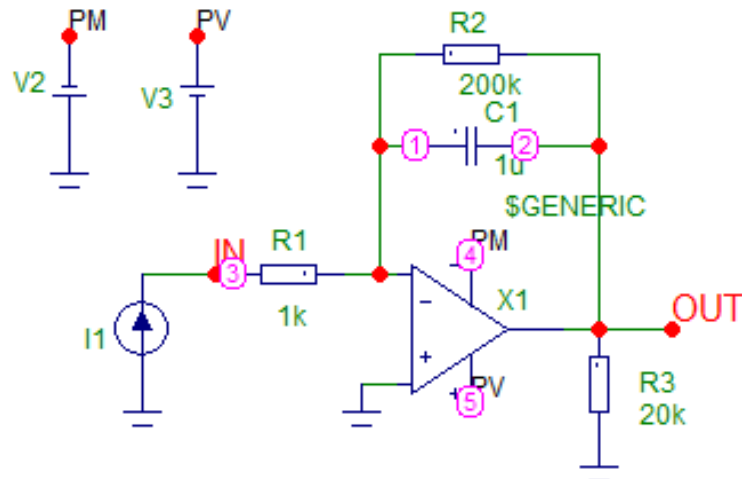 PM
PV
V2
V3
R2
200k
C1
1
2
1u
$GENERIC
IN
R1
3
1k
4
PM
X1
−
+
OUT
I1
PV
5
R3
20k